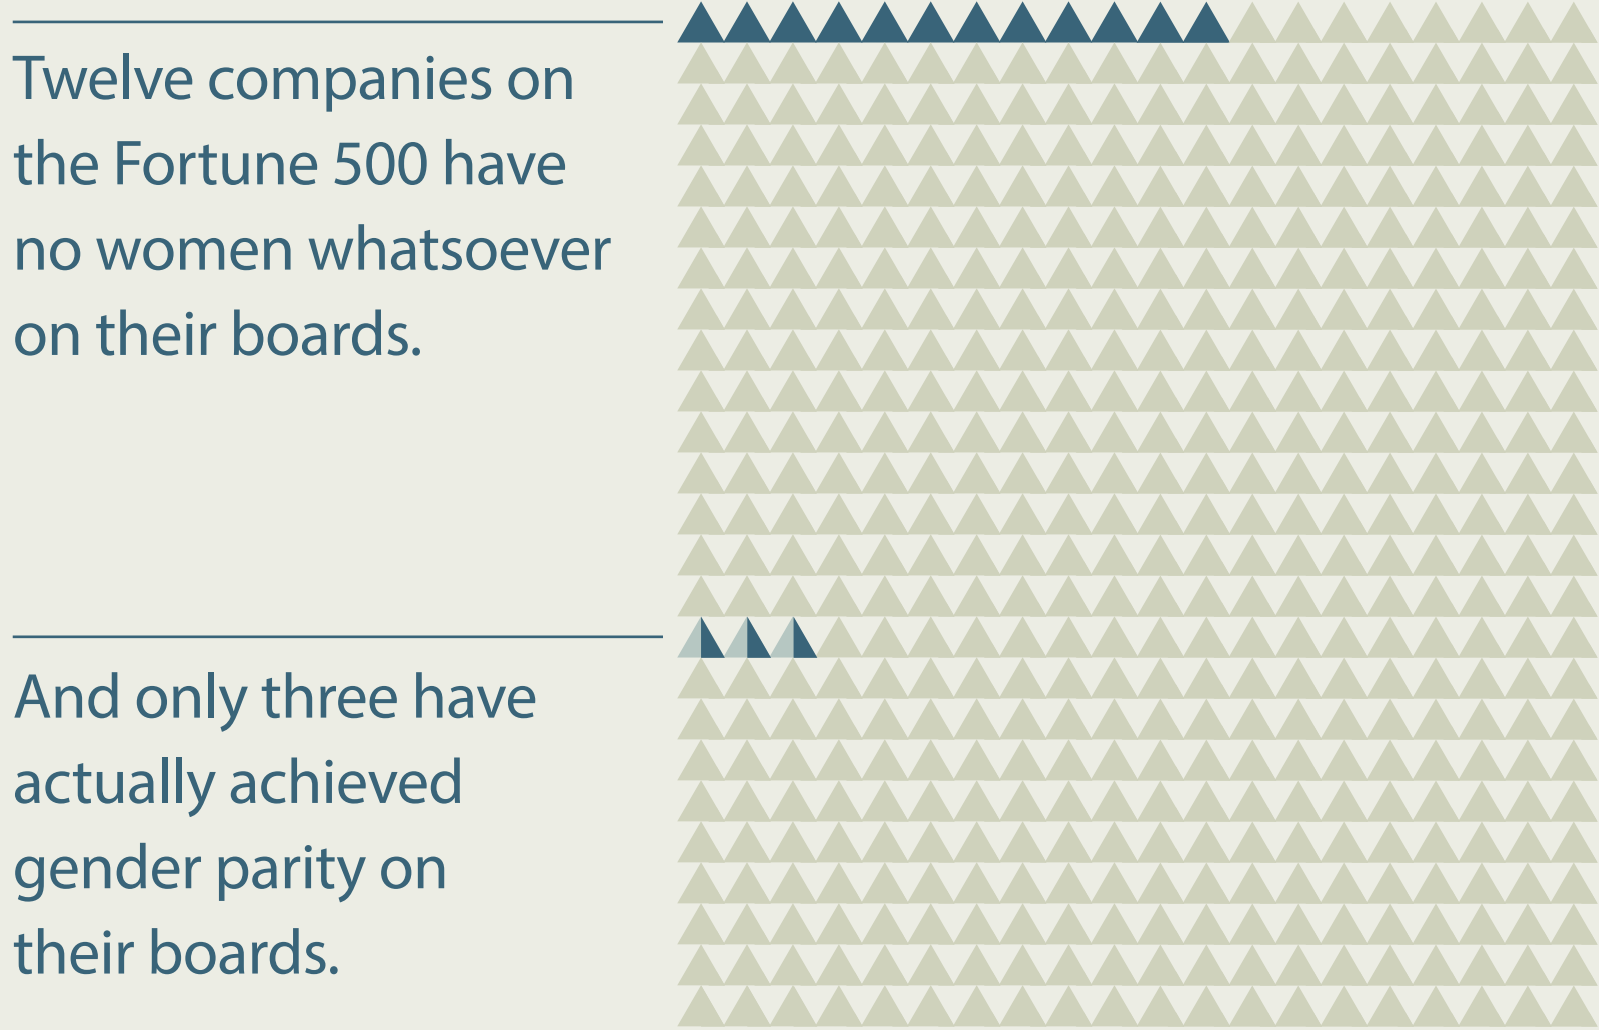 Twelve companies on
the Fortune 500 have
no women whatsoever
on their boards.
And only three have
actually achieved
gender parity on
their boards.